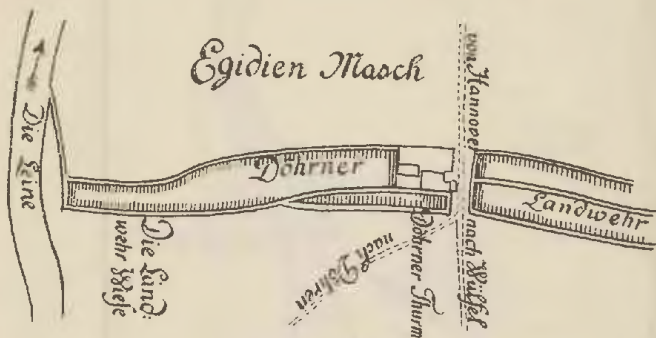 Egidien Masch
Die Leine
Döhrner
Landwehr
von Hannover
nach Wülfel
Döhrner Thurm
nach Döhren
Die Land:
wehr Wiese